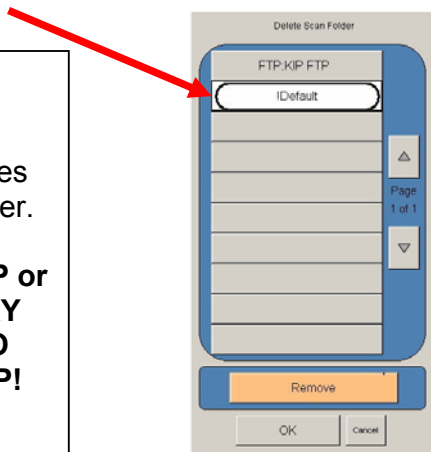 Delete Scan Folder
FTP:KIP FTP
!Default
Page
1 of 1
Remove
OK
Cancel
es
er.
P or
Y
D
P!